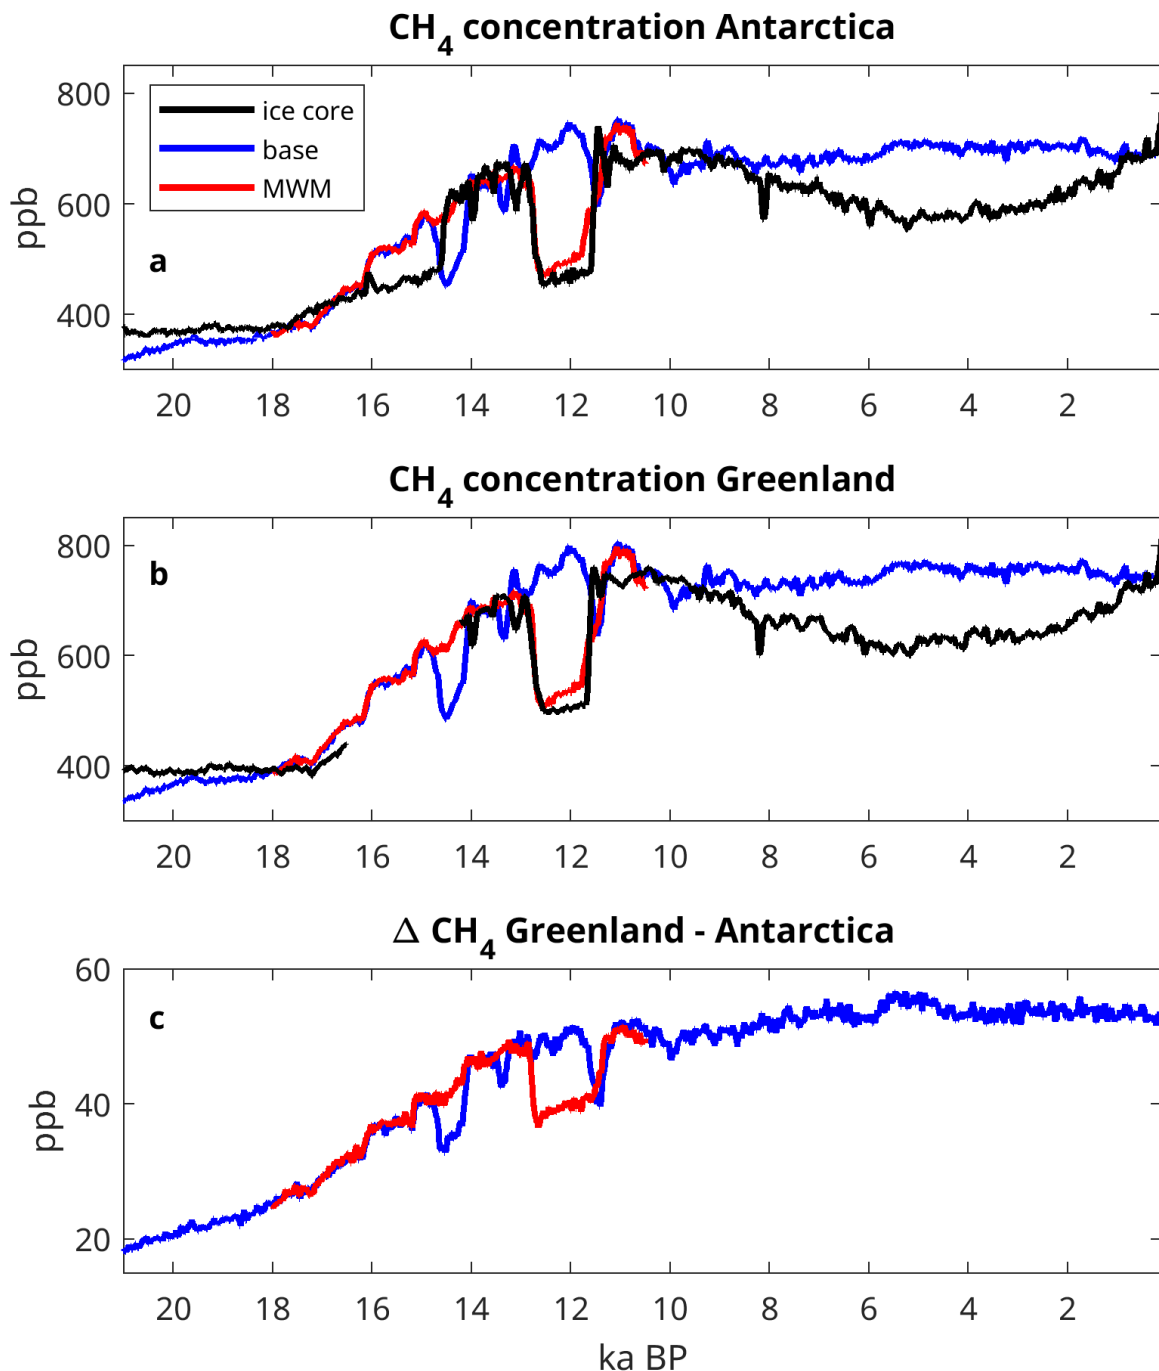 CH4 concentration Antarctica
800
600
400
ppb
ice core
base
MWM
a
20 18 16 14 12 10 8 6 4 2
CH4 concentration Greenland
800
600
400
ppb
b
20 18 16 14 12 10 8 6 4 2
Δ CH4 Greenland - Antarctica
60
40
20
ppb
c
20 18 16 14 12 10 8 6 4 2
ka BP